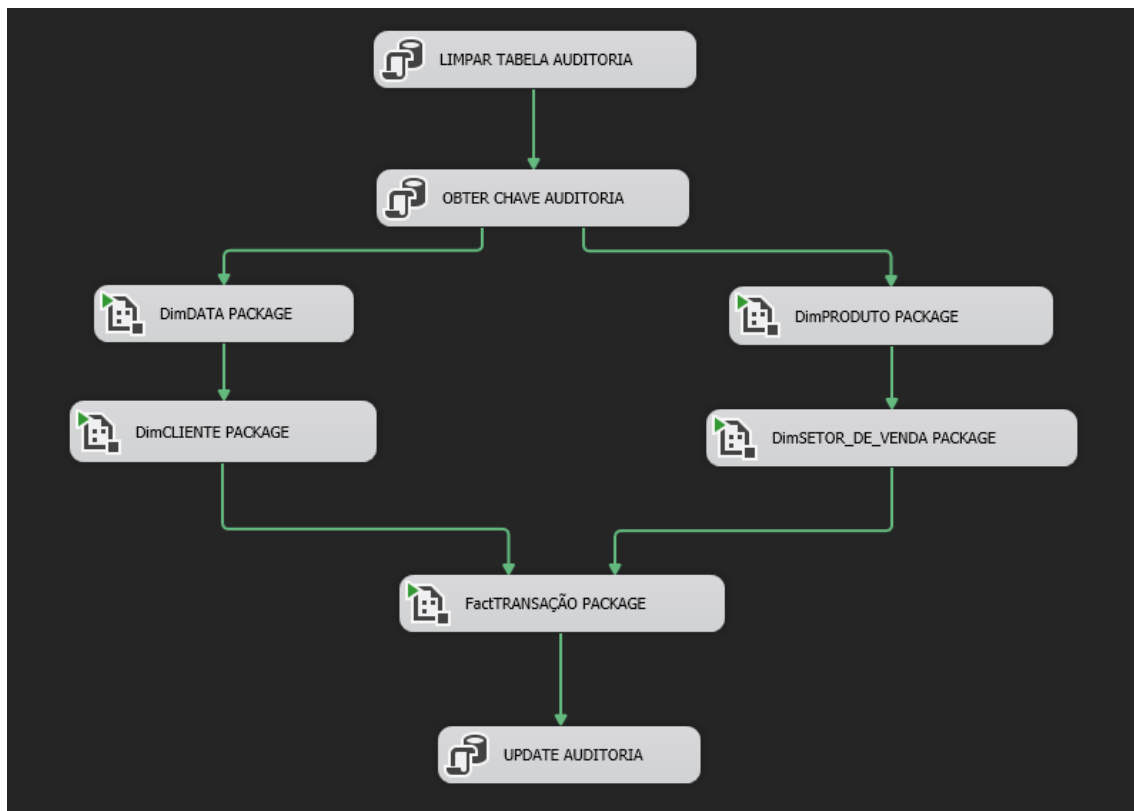 LIMPAR TABELA AUDITORIA
OBTER CHAVE AUDITORIA
DimDATA PACKAGE
DimPRODUTO PACKAGE
DimCLIENTE PACKAGE
DimSETOR_DE_VENDA PACKAGE
FactTRANSAÇÃO PACKAGE
UPDATE AUDITORIA